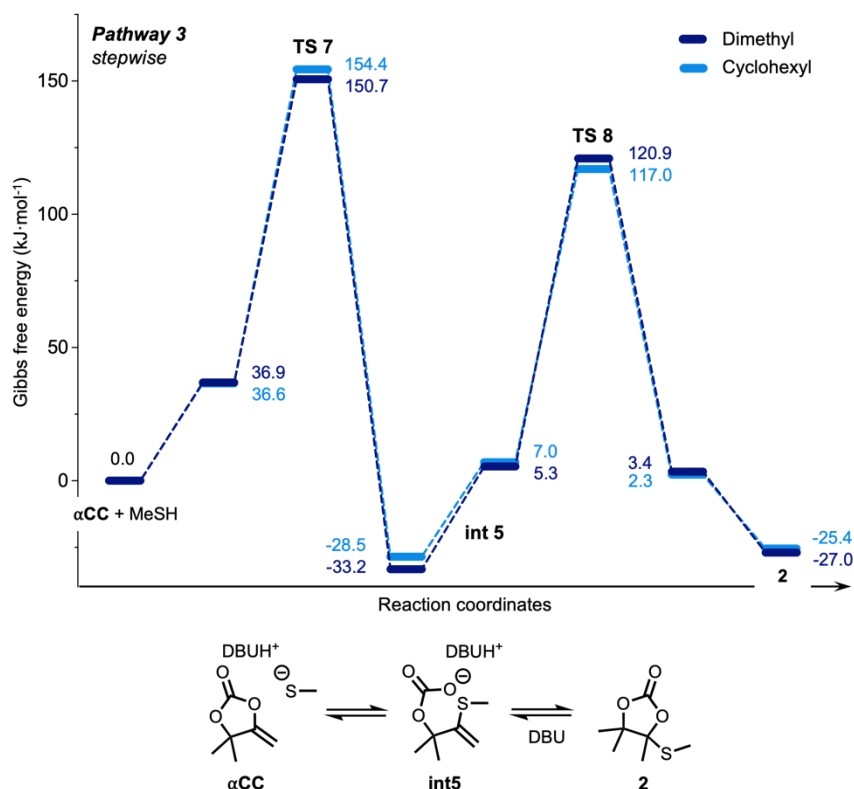 Pathway 3
stepwise
TS 7
154.4
150.7
Dimethyl
Cyclohexyl
150
TS 8
120.9
117.0
100
Gibbs free energy (kJ·mol⁻¹)
50
36.9
36.6
0.0
0
7.0
5.3
3.4
2.3
αCC + MeSH
int 5
-28.5
-33.2
-25.4
-27.0
2
Reaction coordinates
DBUH⁺
DBUH⁺
O
O
O
⊖
S
O
O
⊖
O
S
DBU
O
O
O
S
αCC
int5
2